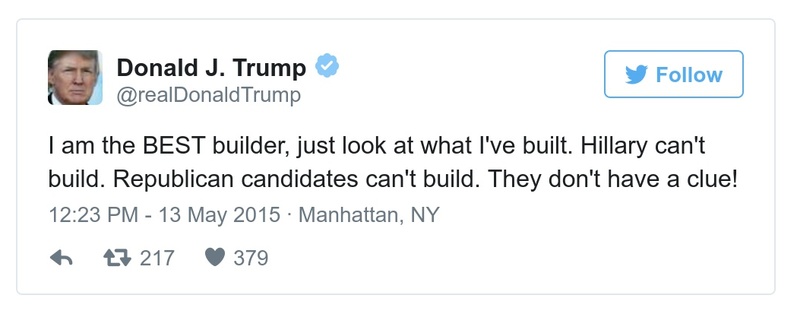 Donald J. Trump
Follow
@realDonaldTrump
I am the BEST builder, just look at what I've built. Hillary can't
build. Republican candidates can't build. They don't have a clue!
12:23 PM - 13 May 2015 · Manhattan, NY
217 379